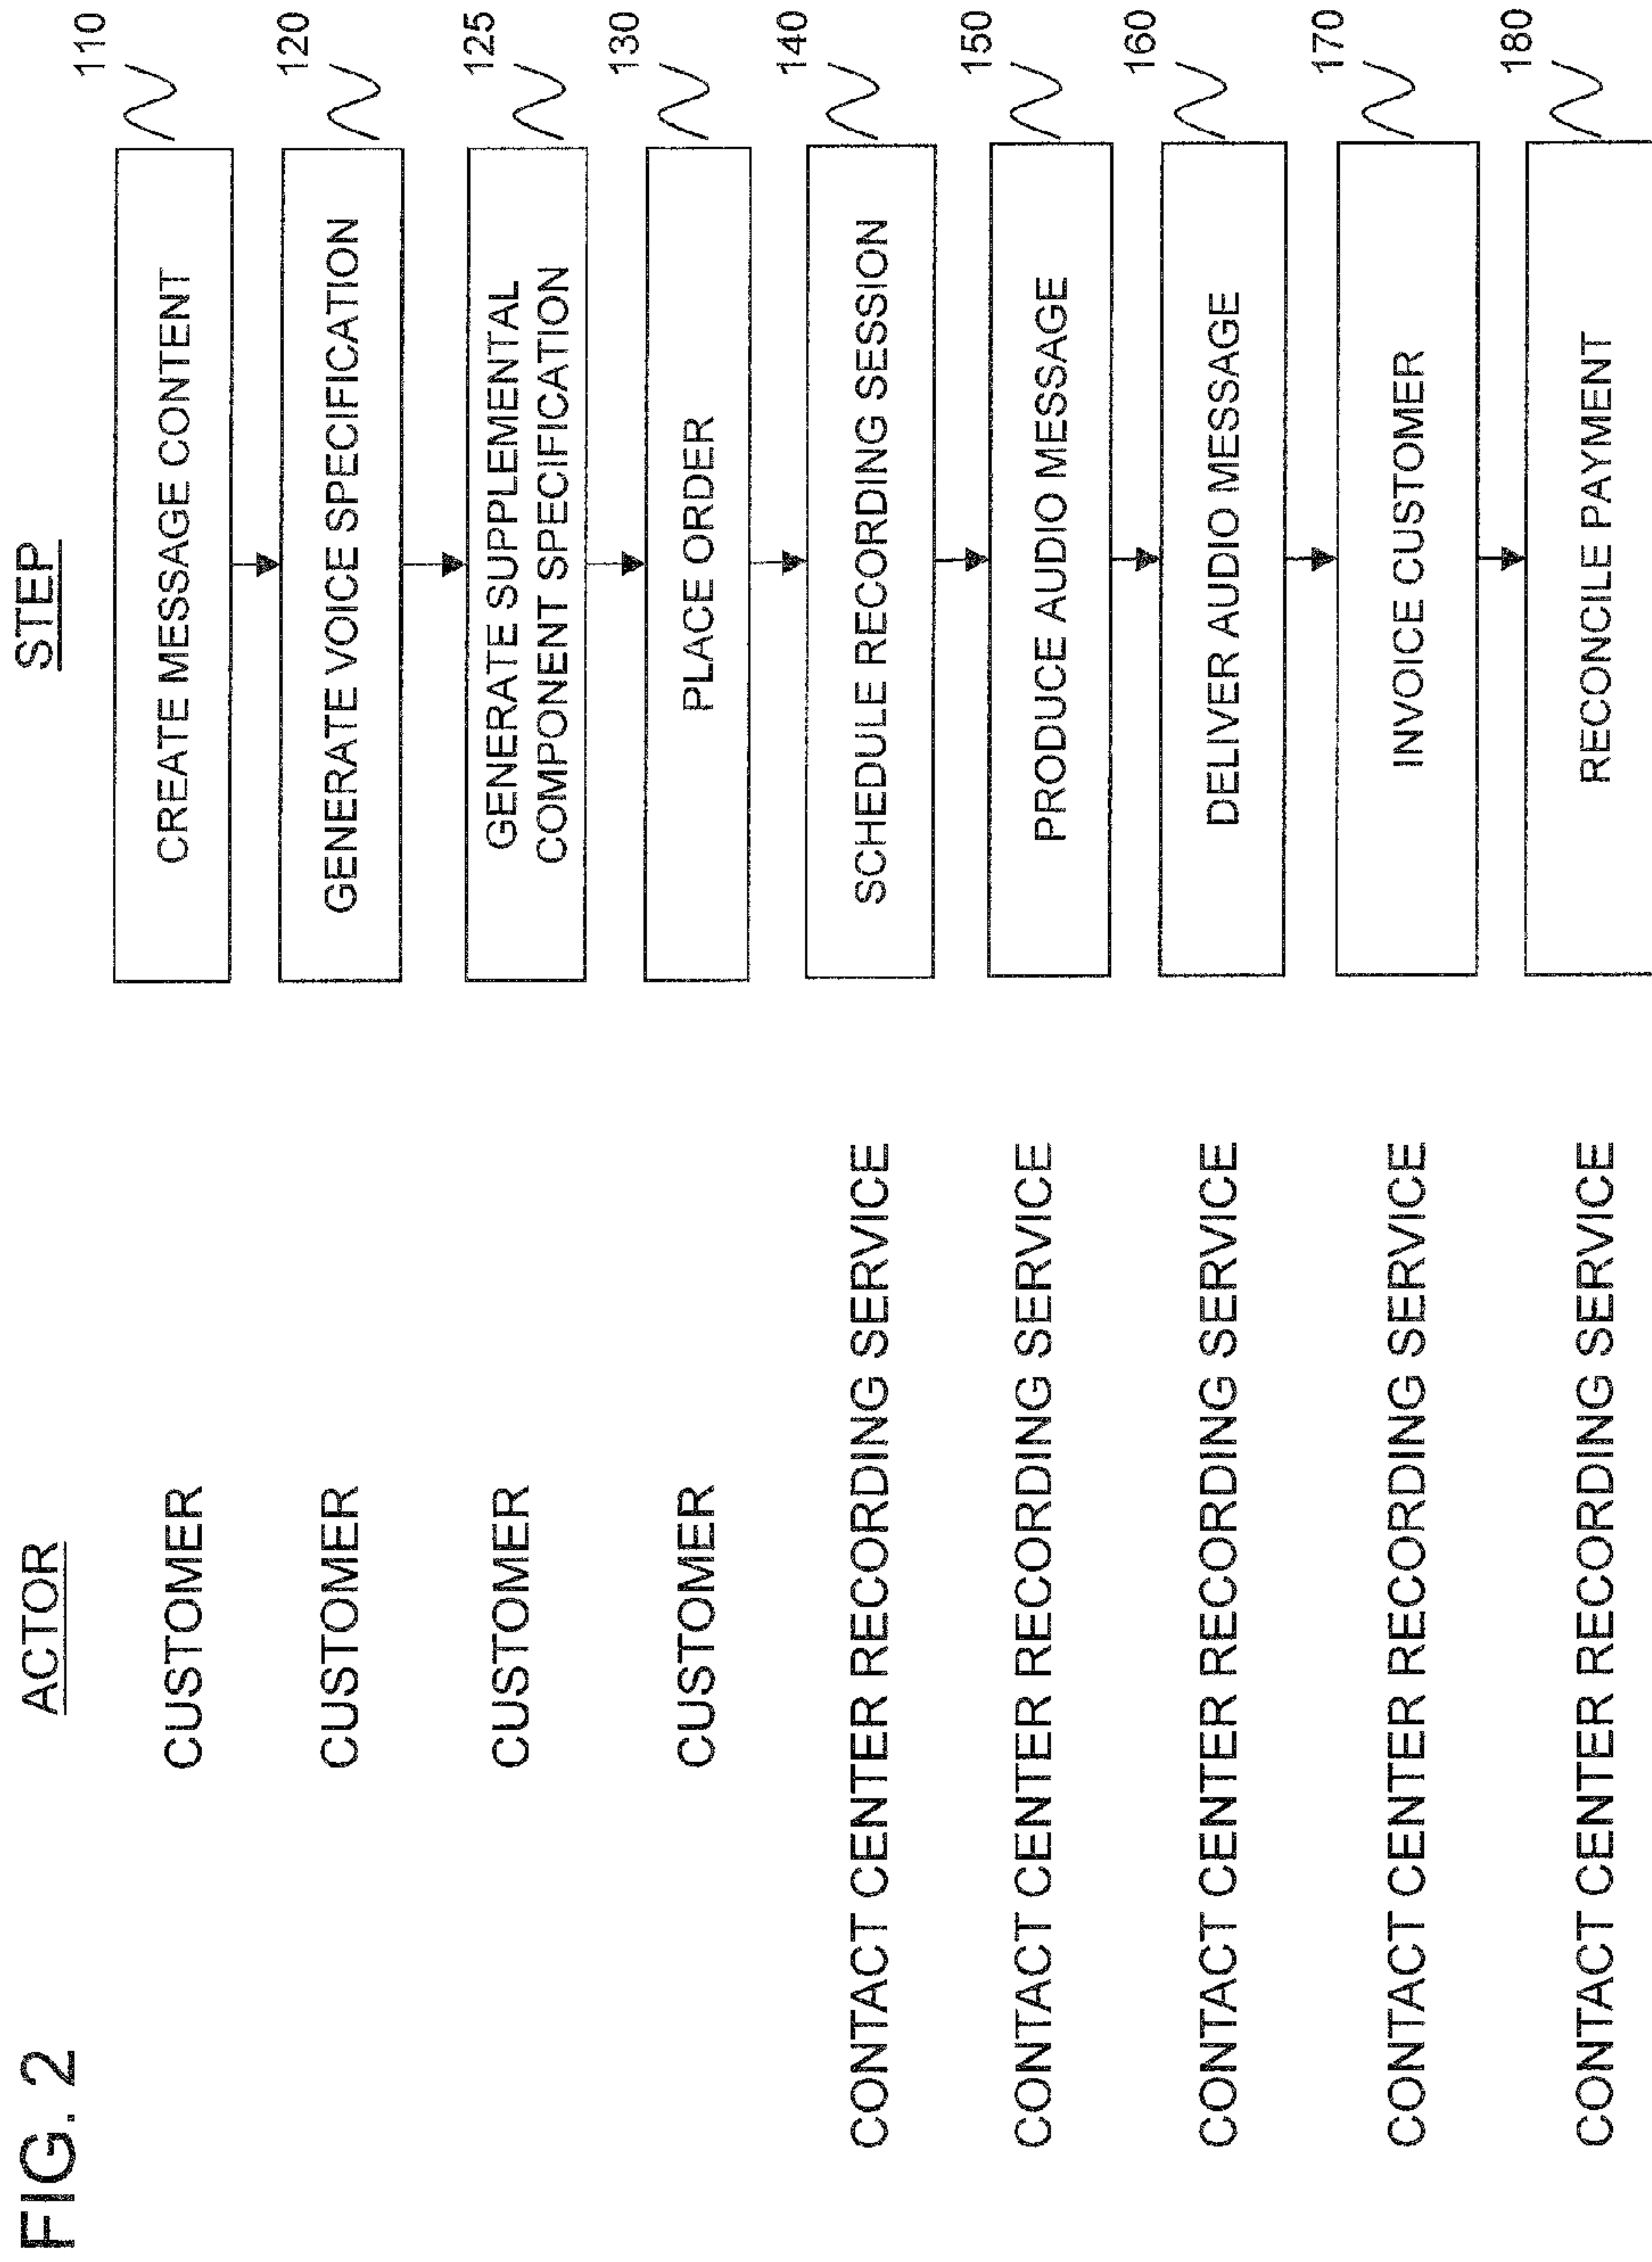 FIG. 2
ACTOR
STEP
CUSTOMER
CREATE MESSAGE CONTENT
110
CUSTOMER
GENERATE VOICE SPECIFICATION
120
CUSTOMER
GENERATE SUPPLEMENTAL
COMPONENT SPECIFICATION
125
CUSTOMER
PLACE ORDER
130
CONTACT CENTER RECORDING SERVICE
SCHEDULE RECORDING SESSION
140
CONTACT CENTER RECORDING SERVICE
PRODUCE AUDIO MESSAGE
150
CONTACT CENTER RECORDING SERVICE
DELIVER AUDIO MESSAGE
160
CONTACT CENTER RECORDING SERVICE
INVOICE CUSTOMER
170
CONTACT CENTER RECORDING SERVICE
RECONCILE PAYMENT
180